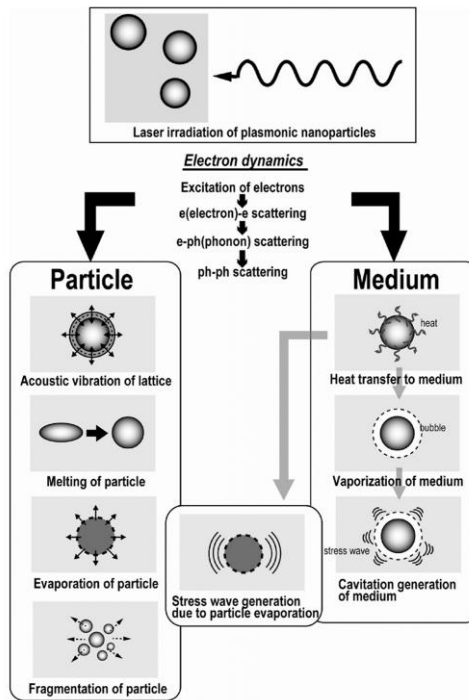 Laser irradiation of plasmonic nanoparticles
Electron dynamics
Excitation of electrons
e(electron)-e scattering
e-ph(phonon) scattering
ph-ph scattering
Particle
Acoustic vibration of lattice
Melting of particle
Evaporation of particle
Fragmentation of particle
Stress wave generation
due to particle evaporation
Medium
heat
Heat transfer to medium
bubble
Vaporization of medium
stress wave
Cavitation generation
of medium